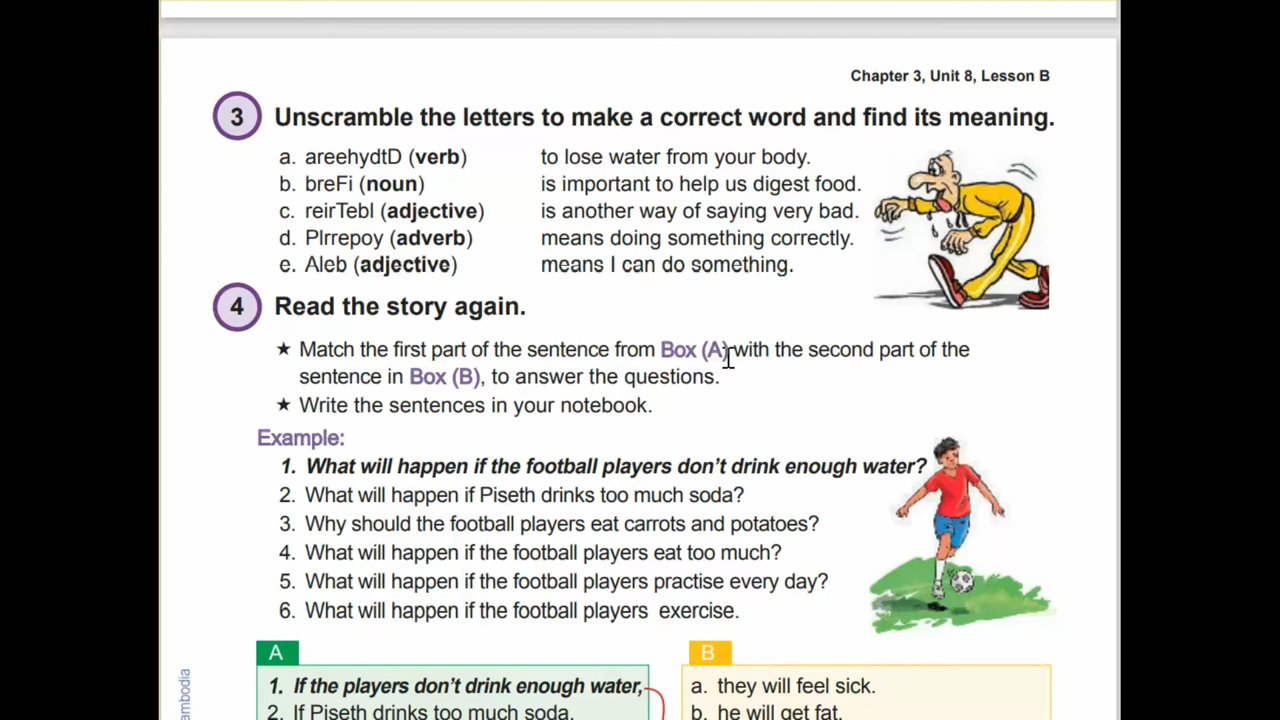 Chapter 3, Unit 8, Lesson B
3 Unscramble the letters to make a correct word and find its meaning.
a. areehydtD (verb) to lose water from your body.
b. breFi (noun) is important to help us digest food.
c. reirTebl (adjective) is another way of saying very bad.
d. Plrrepoy (adverb) means doing something correctly.
e. Aleb (adjective) means I can do something.
4 Read the story again.
★ Match the first part of the sentence from Box (A) with the second part of the
sentence in Box (B), to answer the questions.
★ Write the sentences in your notebook.
Example:
1. What will happen if the football players don't drink enough water?
2. What will happen if Piseth drinks too much soda?
3. Why should the football players eat carrots and potatoes?
4. What will happen if the football players eat too much?
5. What will happen if the football players practise every day?
6. What will happen if the football players exercise.
A
1. If the players don't drink enough water,
2. If Piseth drinks too much soda,
B
a. they will feel sick.
b. he will get fat.
ambodia